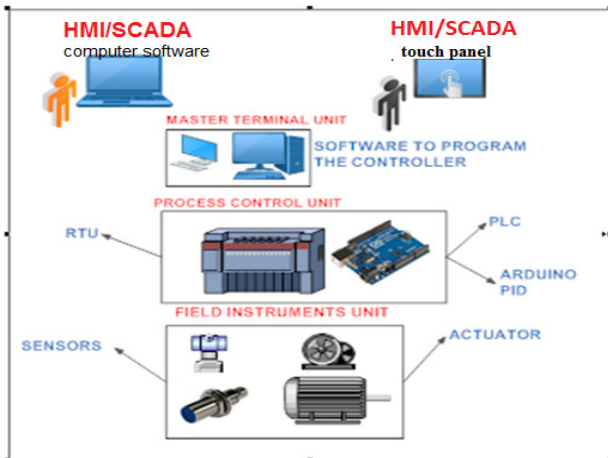 HMI/SCADA
computer software
HMI/SCADA
. touch panel
MASTER TERMINAL UNIT
SOFTWARE TO PROGRAM
THE CONTROLLER
PROCESS CONTROL UNIT
RTU
PLC
ARDUINO
PID
FIELD INSTRUMENTS UNIT
SENSORS
ACTUATOR